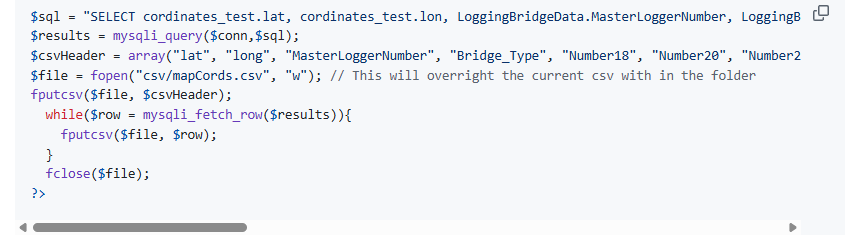 $sql = "SELECT cordinates_test.lat, cordinates_test.lon, LoggingBridgeData.MasterLoggerNumber, LoggingB
$results = mysqli_query($conn,$sql);
$csvHeader = array("lat", "long", "MasterLoggerNumber", "Bridge_Type", "Number18", "Number20", "Number2
$file = fopen("csv/mapCords.csv", "w"); // This will overright the current csv with in the folder
fputcsv($file, $csvHeader);
  while($row = mysqli_fetch_row($results)){
    fputcsv($file, $row);
  }
  fclose($file);
?>